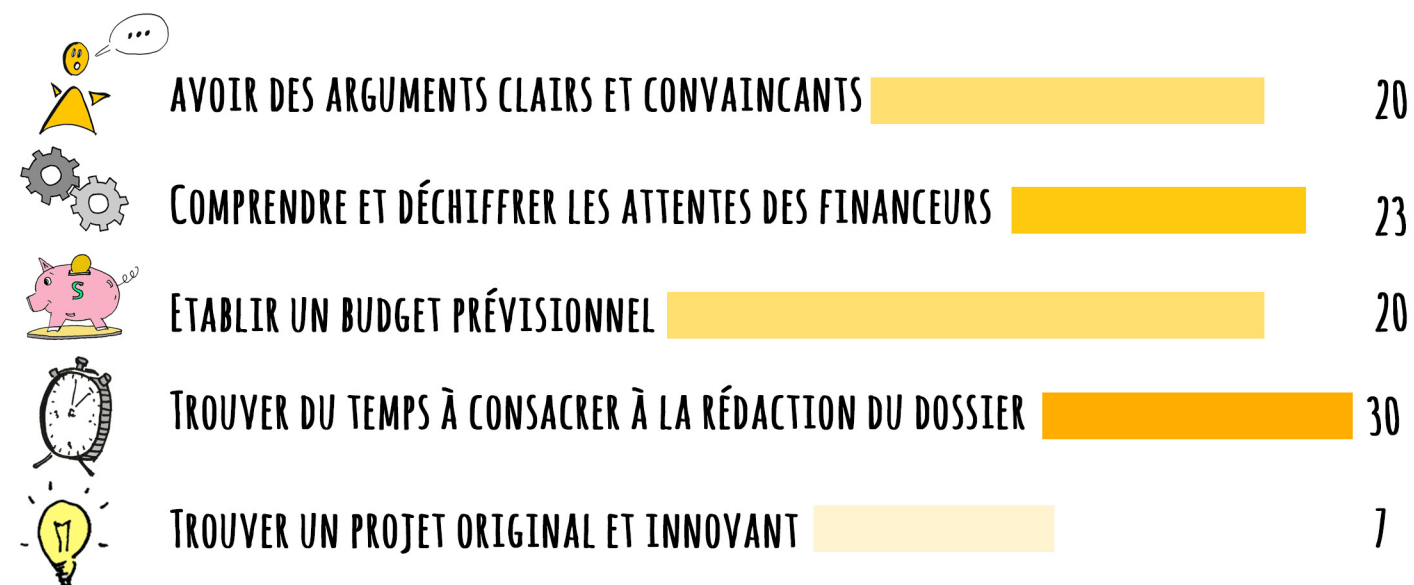 ...
AVOIR DES ARGUMENTS CLAIRS ET CONVAINCANTS 20
COMPRENDRE ET DÉCHIFFRER LES ATTENTES DES FINANCEURS 23
S
ETABLIR UN BUDGET PRÉVISIONNEL 20
TROUVER DU TEMPS À CONSACRER À LA RÉDACTION DU DOSSIER 30
TROUVER UN PROJET ORIGINAL ET INNOVANT 7